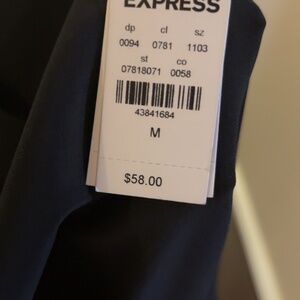 EXPRESS
dp cl sz
0094 0781 1103
st co
07818071 0058
43841684
M
$58.00